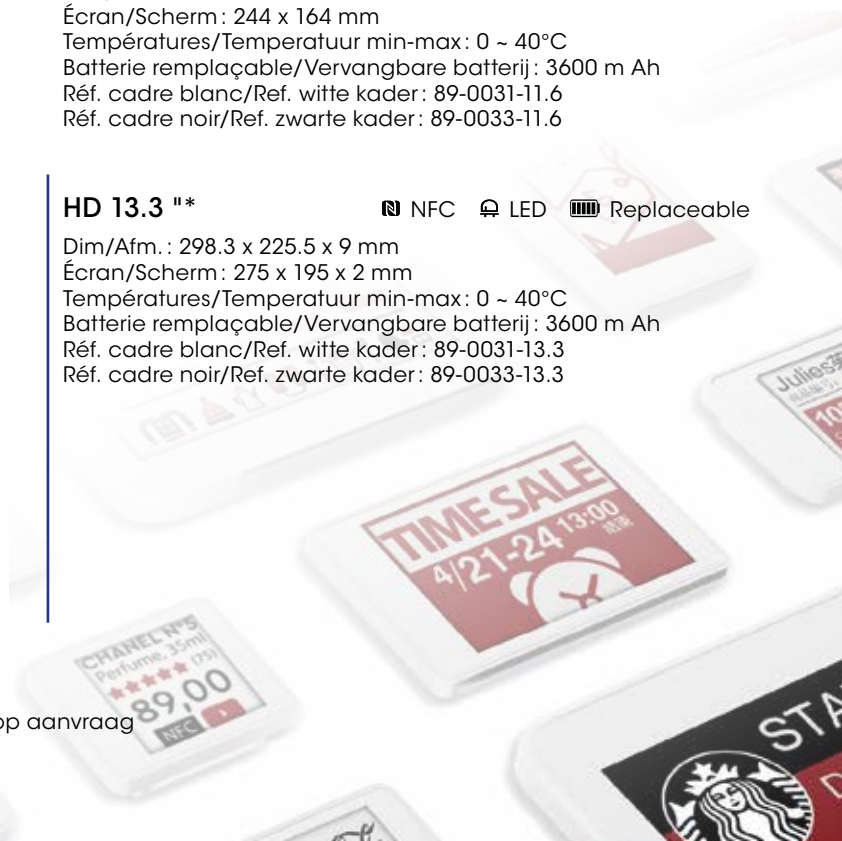 Écran/Scherm : 244 x 164 mm
Températures/Temperatuur min-max : 0 ~ 40°C
Batterie remplaçable/Vervangbare batterij : 3600 m Ah
Réf. cadre blanc/Ref. witte kader : 89-0031-11.6
Réf. cadre noir/Ref. zwarte kader : 89-0033-11.6
HD 13.3 "* NFC LED Replaceable
Dim/Afm. : 298.3 x 225.5 x 9 mm
Écran/Scherm : 275 x 195 x 2 mm
Températures/Temperatuur min-max : 0 ~ 40°C
Batterie remplaçable/Vervangbare batterij : 3600 m Ah
Réf. cadre blanc/Ref. witte kader : 89-0031-13.3
Réf. cadre noir/Ref. zwarte kader : 89-0033-13.3
Julies
TIME SALE
4/21-24 13:00
結束
CHANEL N°5
Perfume, 35ml
(75)
89,00
NFC
op aanvraag
STA
D